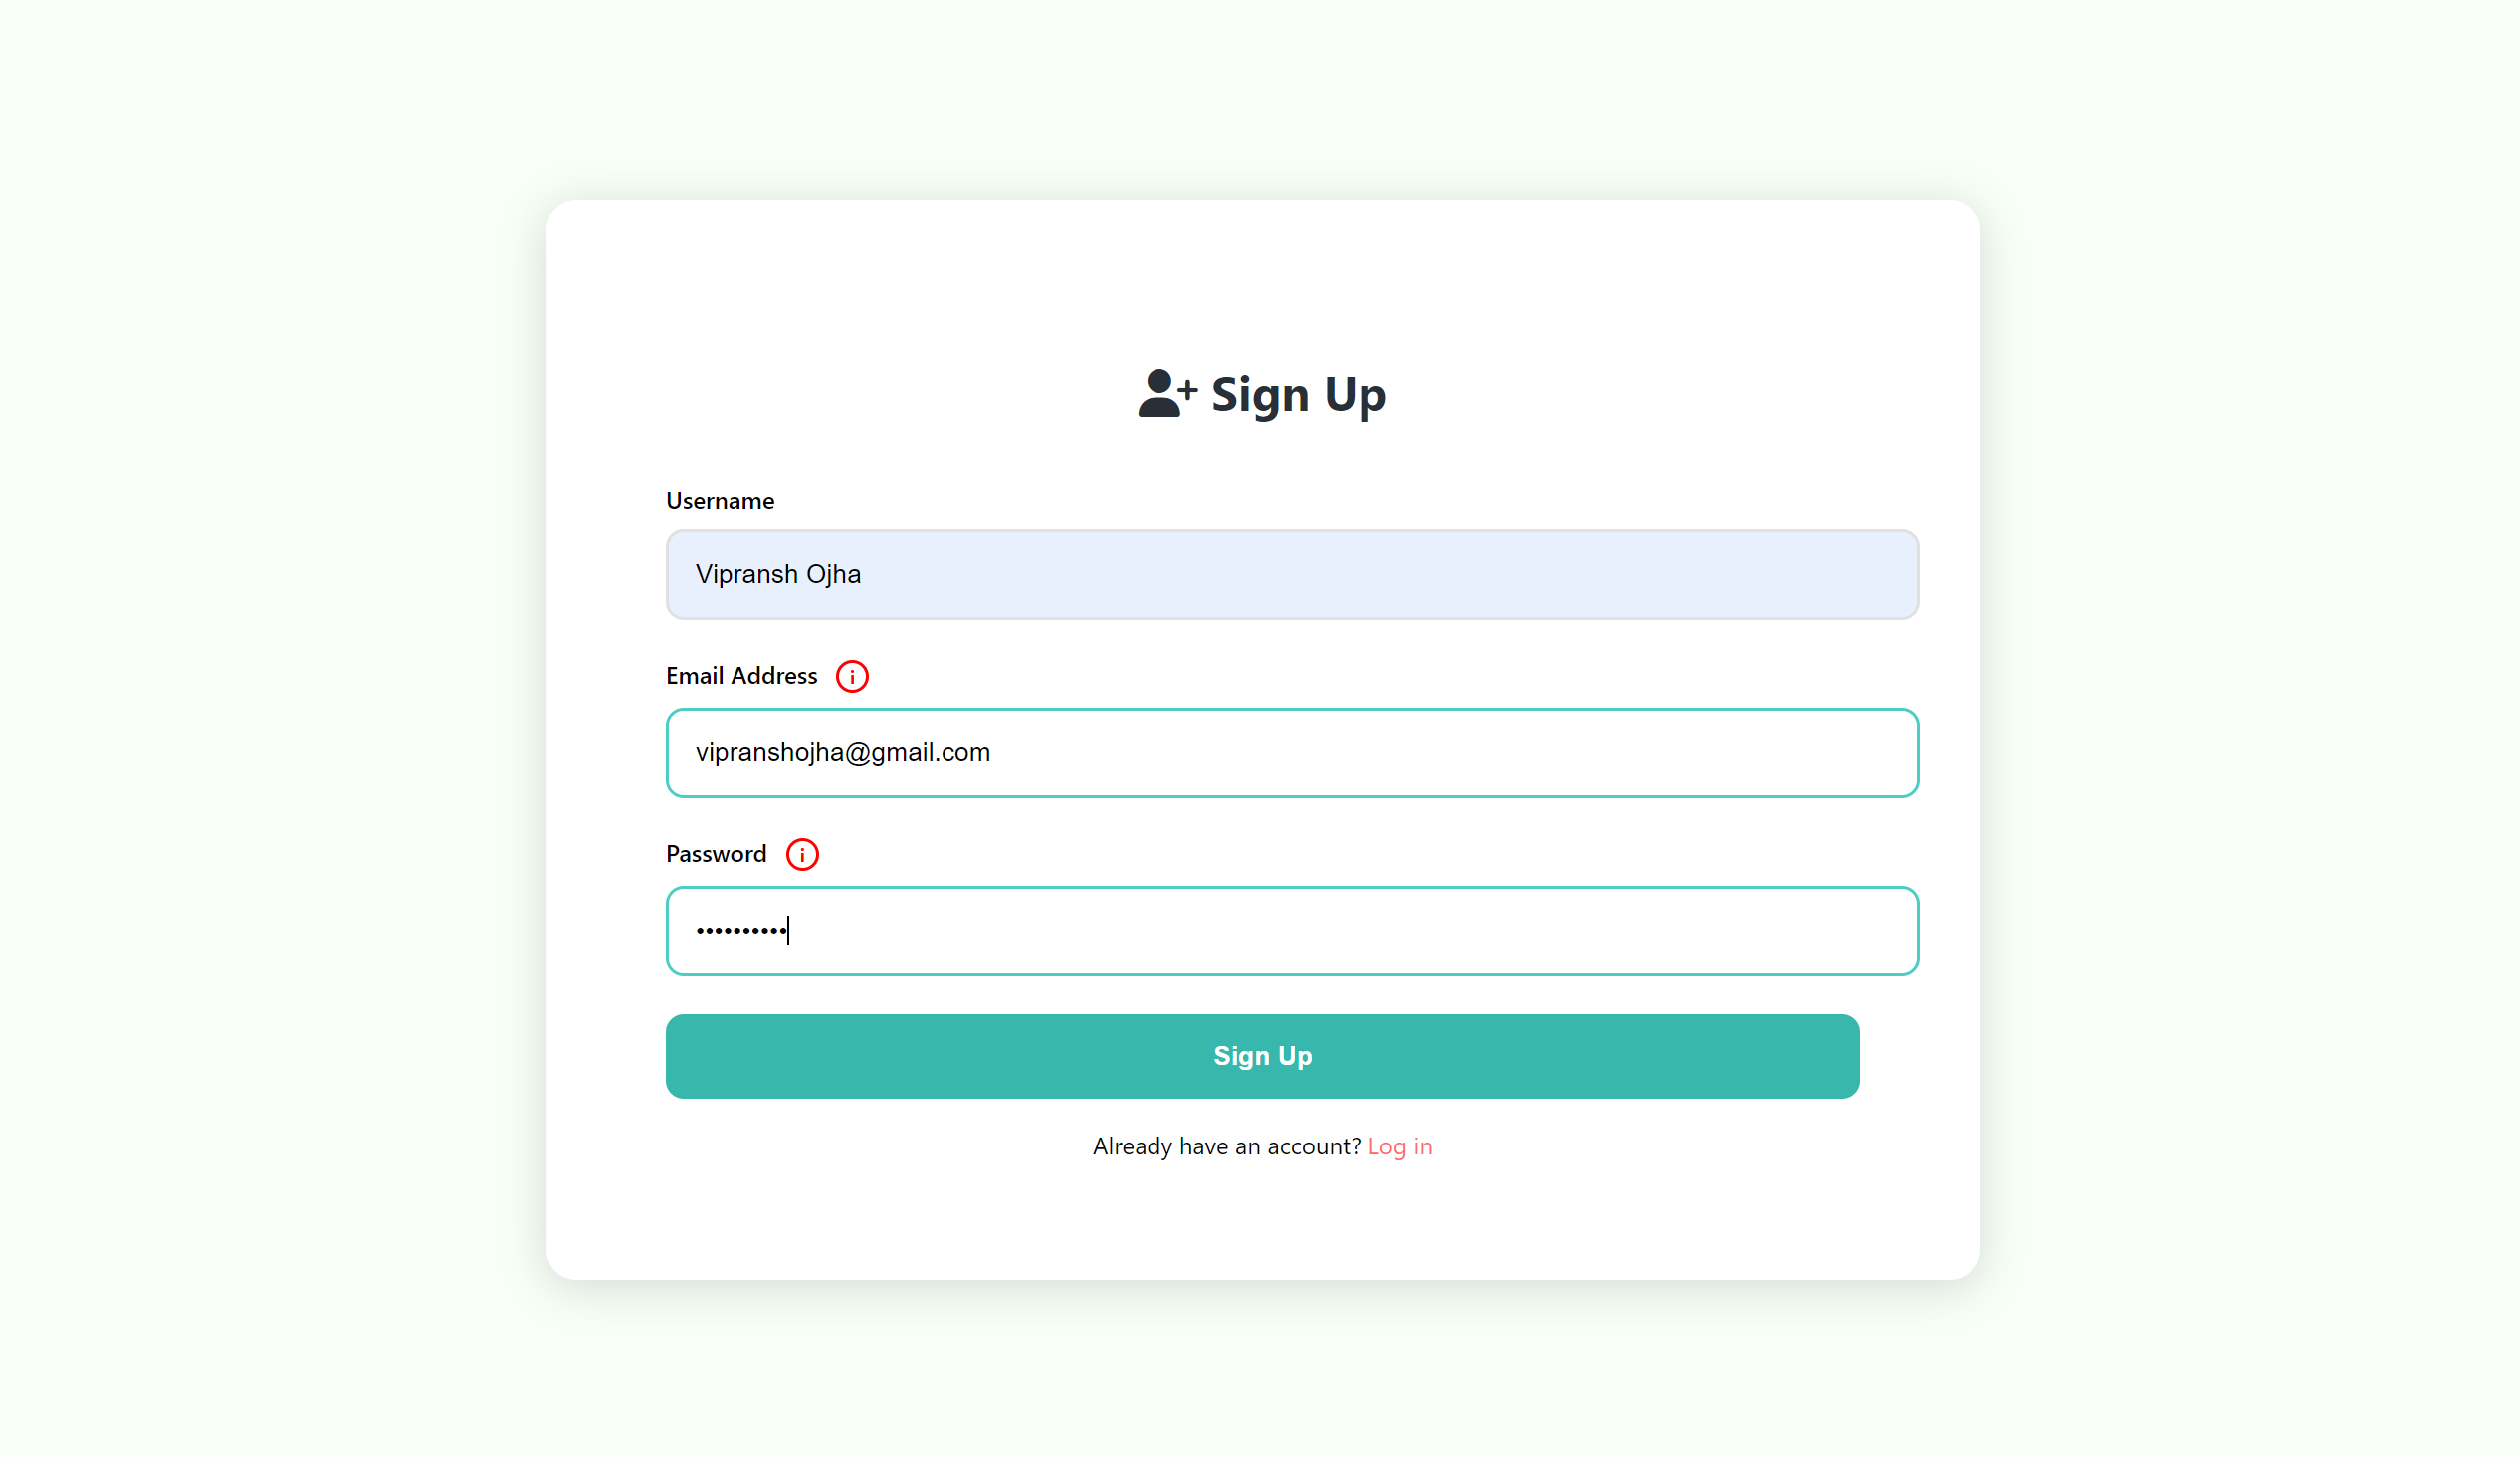 Sign Up
Username
Vipransh Ojha
Email Address
vipranshojha@gmail.com
Password
••••••••••
Sign Up
Already have an account? Log in